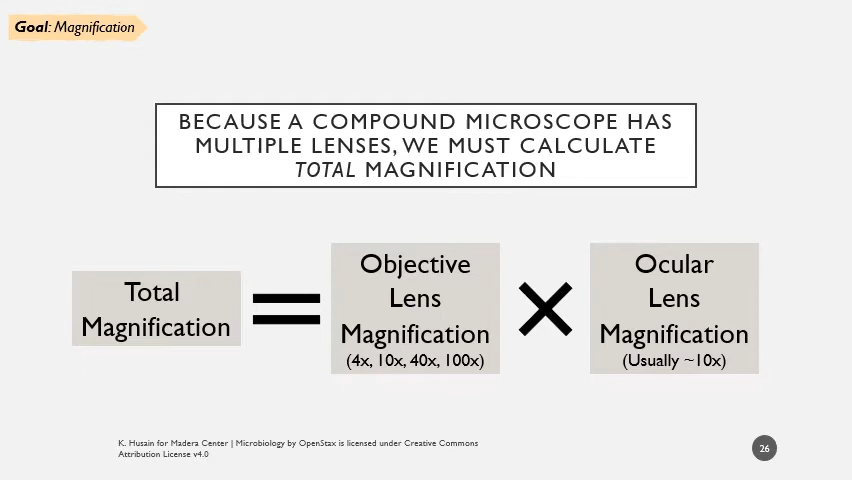 Goal: Magnification
BECAUSE A COMPOUND MICROSCOPE HAS
MULTIPLE LENSES, WE MUST CALCULATE
TOTAL MAGNIFICATION
Total
Magnification
=
Objective
Lens
Magnification
(4x, 10x, 40x, 100x)
×
Ocular
Lens
Magnification
(Usually ~10x)
K. Husain for Madera Center | Microbiology by OpenStax is licensed under Creative Commons
Attribution License v4.0
26